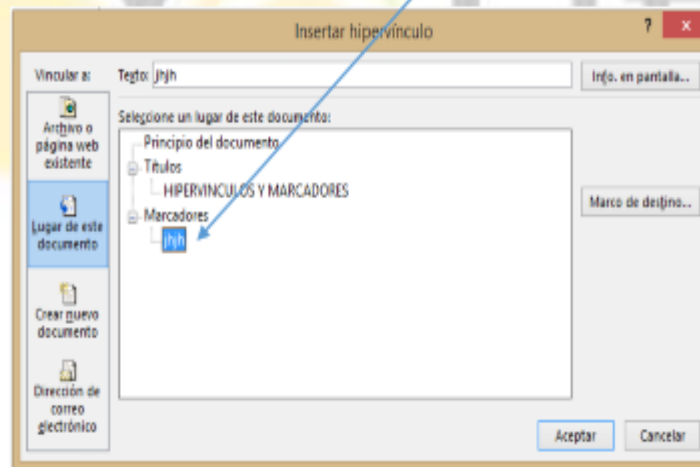 Insertar hipervínculo
? x
Vincular a:
Texto: jhjh
Info. en pantalla...
Archivo o
página web
existente
Lugar de este
documento
Crear nuevo
documento
Dirección de
correo
electrónico
Seleccione un lugar de este documento:
Principio del documento
Títulos
HIPERVINCULOS Y MARCADORES
Marcadores
jhjh
Marco de destino...
Aceptar
Cancelar